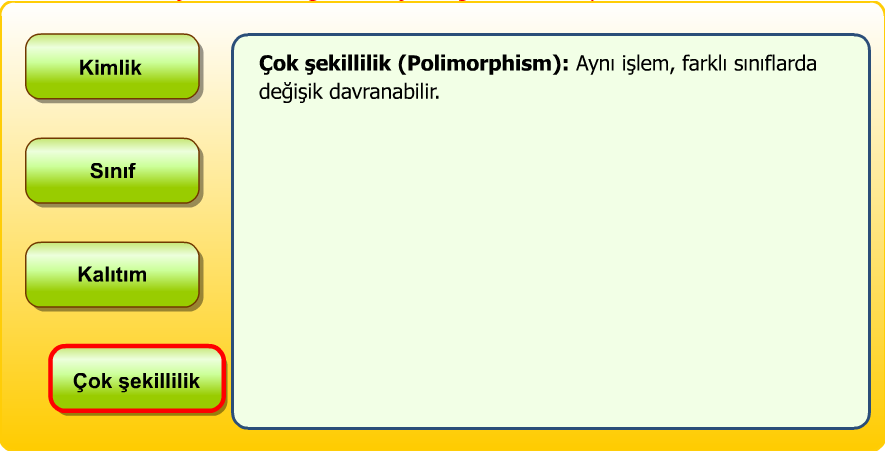 Kimlik
Çok şekillilik (Polimorphism): Aynı işlem, farklı sınıflarda
değişik davranabilir.
Sınıf
Kalıtım
Çok şekillilik